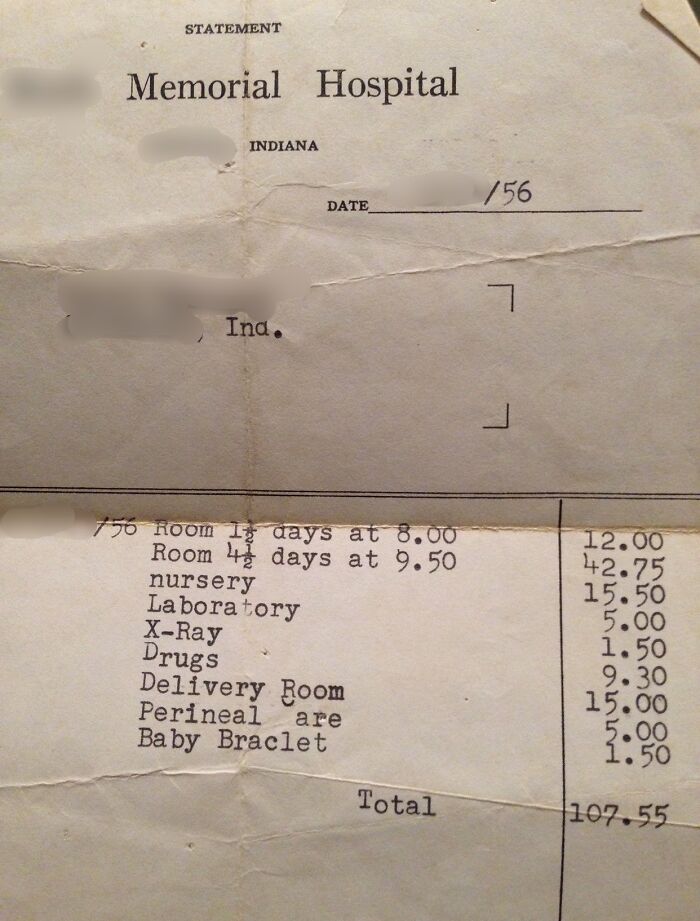 STATEMENT
Memorial Hospital
INDIANA
DATE /56
, Ind.
/56 Room 1½ days at 8.00 12.00
Room 4½ days at 9.50 42.75
nursery 15.50
Laboratory 5.00
X-Ray 1.50
Drugs 9.30
Delivery Room 15.00
Perineal Care 5.00
Baby Braclet 1.50
Total 107.55